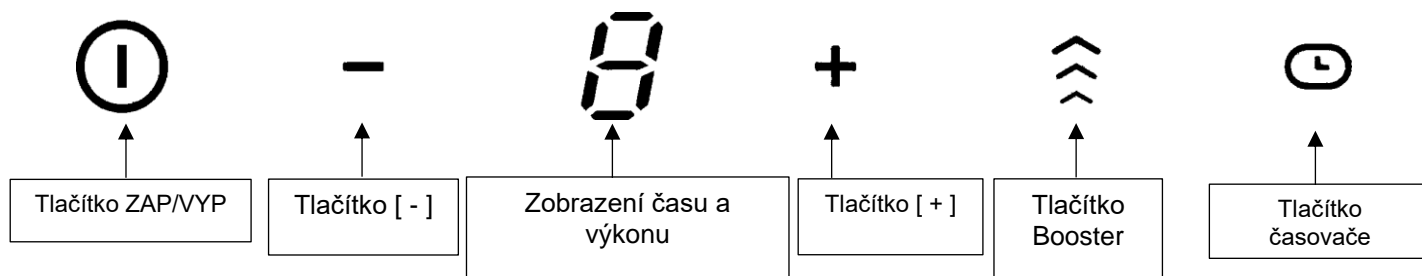 Tlačítko ZAP/VYP
Tlačítko [ - ]
Zobrazení času a
výkonu
Tlačítko [ + ]
Tlačítko
Booster
Tlačítko
časovače